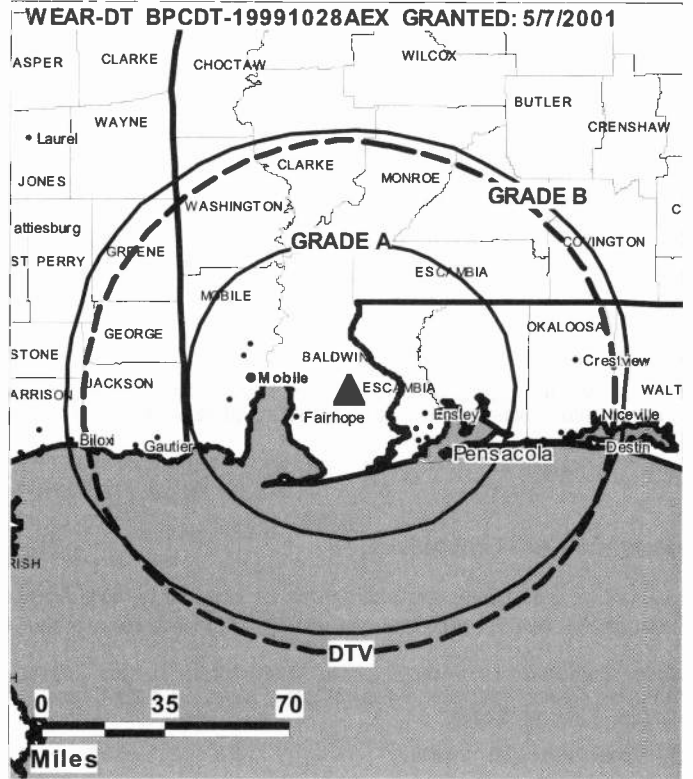 WEAR-DT BPCDT-19991028AEX GRANTED: 5/7/2001
ASPER CLARKE CHOCTAW WILCOX
BUTLER
WAYNE CRENSHAW
Laurel
CLARKE
JONES MONROE
GRADE B
WASHINGTON C
attiesburg GRADE A
GREENE COVINGTON
ST PERRY
ESCAMBIA
MOBILE
GEORGE OKALOOSA
STONE BALDWIN Crestview
Mobile
ARRISON JACKSON ESCAMBIA WALT
Fairhope Ensley Niceville
Biloxi Gautier Pensacola Destin
RISH
DTV
0 35 70
Miles